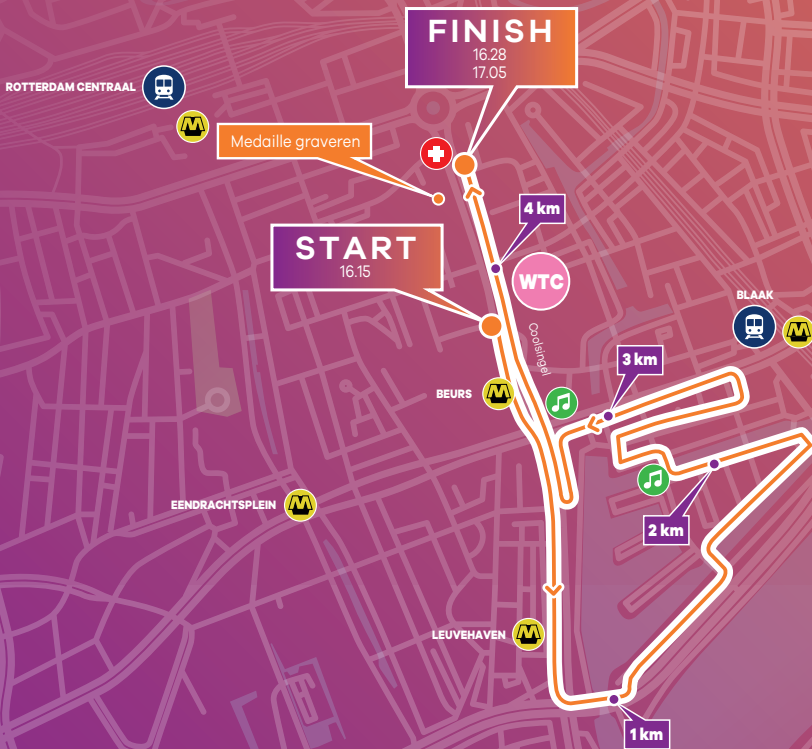 FINISH
16.28
17.05
ROTTERDAM CENTRAAL
M
Medaille graveren
4 km
START
16.15
WTC
BLAAK
M
Coolsingel
3 km
BEURS
M
EENDRACHTSPLEIN
M
2 km
LEUVEHAVEN
M
1 km